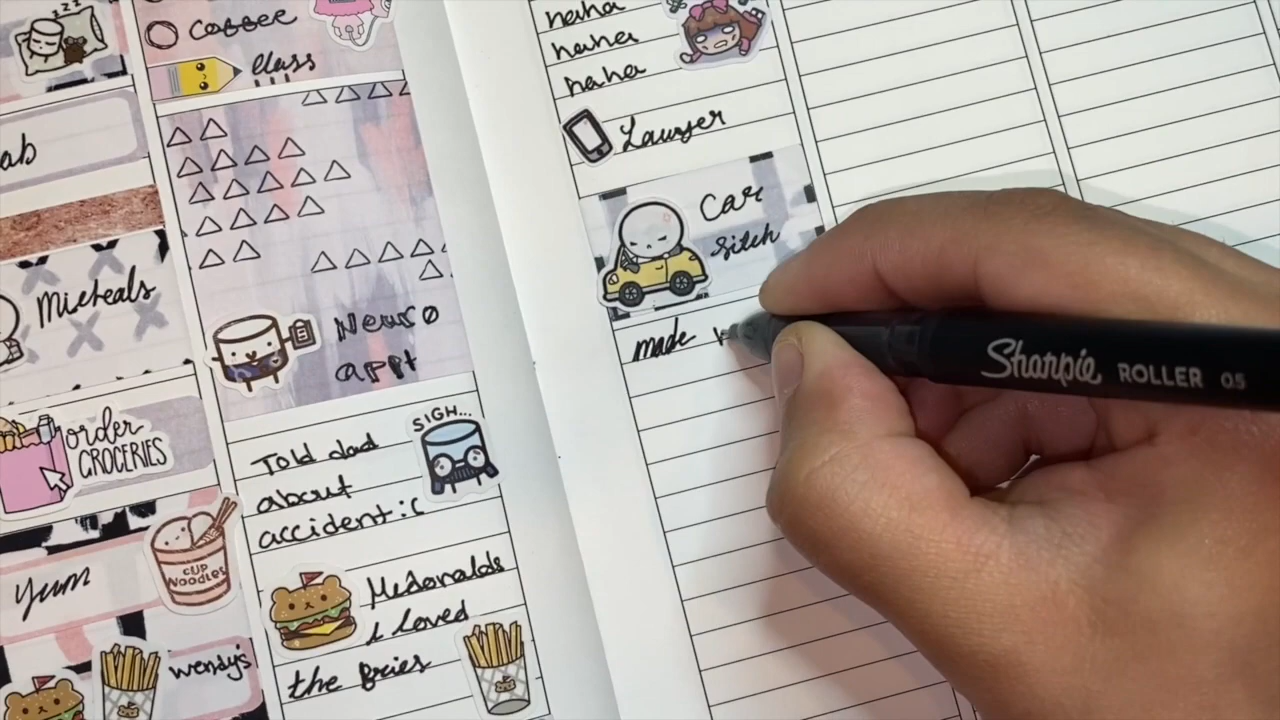 zzz
ab
Micheals
order
GROCERIES
Yum
CUP
NOODLES
wendy's
Coffee
Class
Neuro
appt
SIGH...
Told dad
about
accident :(
McDonalds
I loved
the fries
haha
haha
haha
Lawyer
Car
made
Sharpie ROLLER 0.5